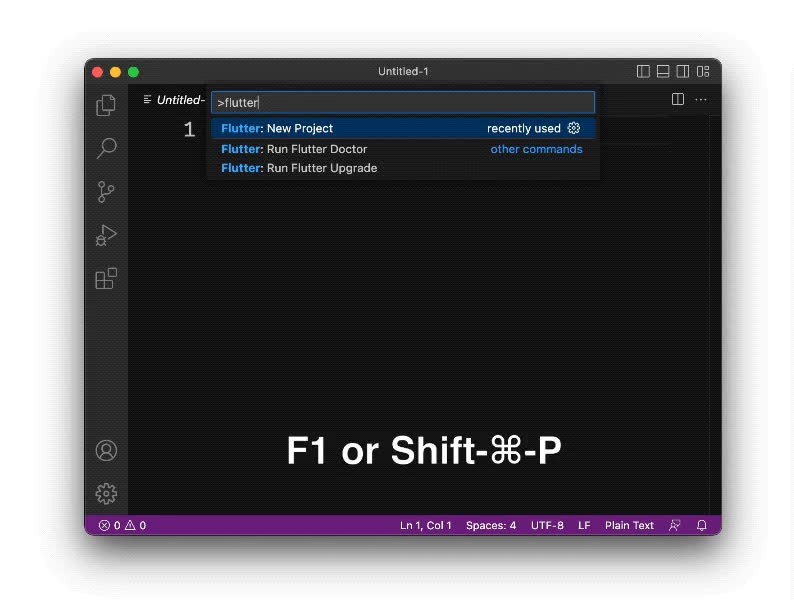 Untitled-1
Untitled-
>flutter
1
Flutter: New Project recently used
Flutter: Run Flutter Doctor other commands
Flutter: Run Flutter Upgrade
F1 or Shift-⌘-P
0 0 Ln 1, Col 1 Spaces: 4 UTF-8 LF Plain Text